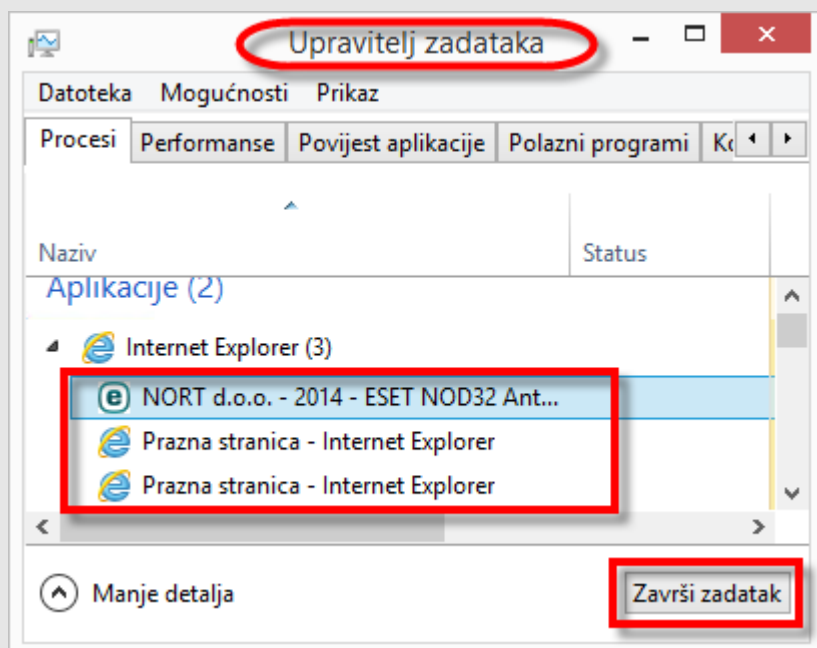 Upravitelj zadataka
Datoteka Mogućnosti Prikaz
Procesi Performanse Povijest aplikacije Polazni programi
Naziv Status
Aplikacije (2)
Internet Explorer (3)
NORT d.o.o. - 2014 - ESET NOD32 Ant...
Prazna stranica - Internet Explorer
Prazna stranica - Internet Explorer
Manje detalja Završi zadatak